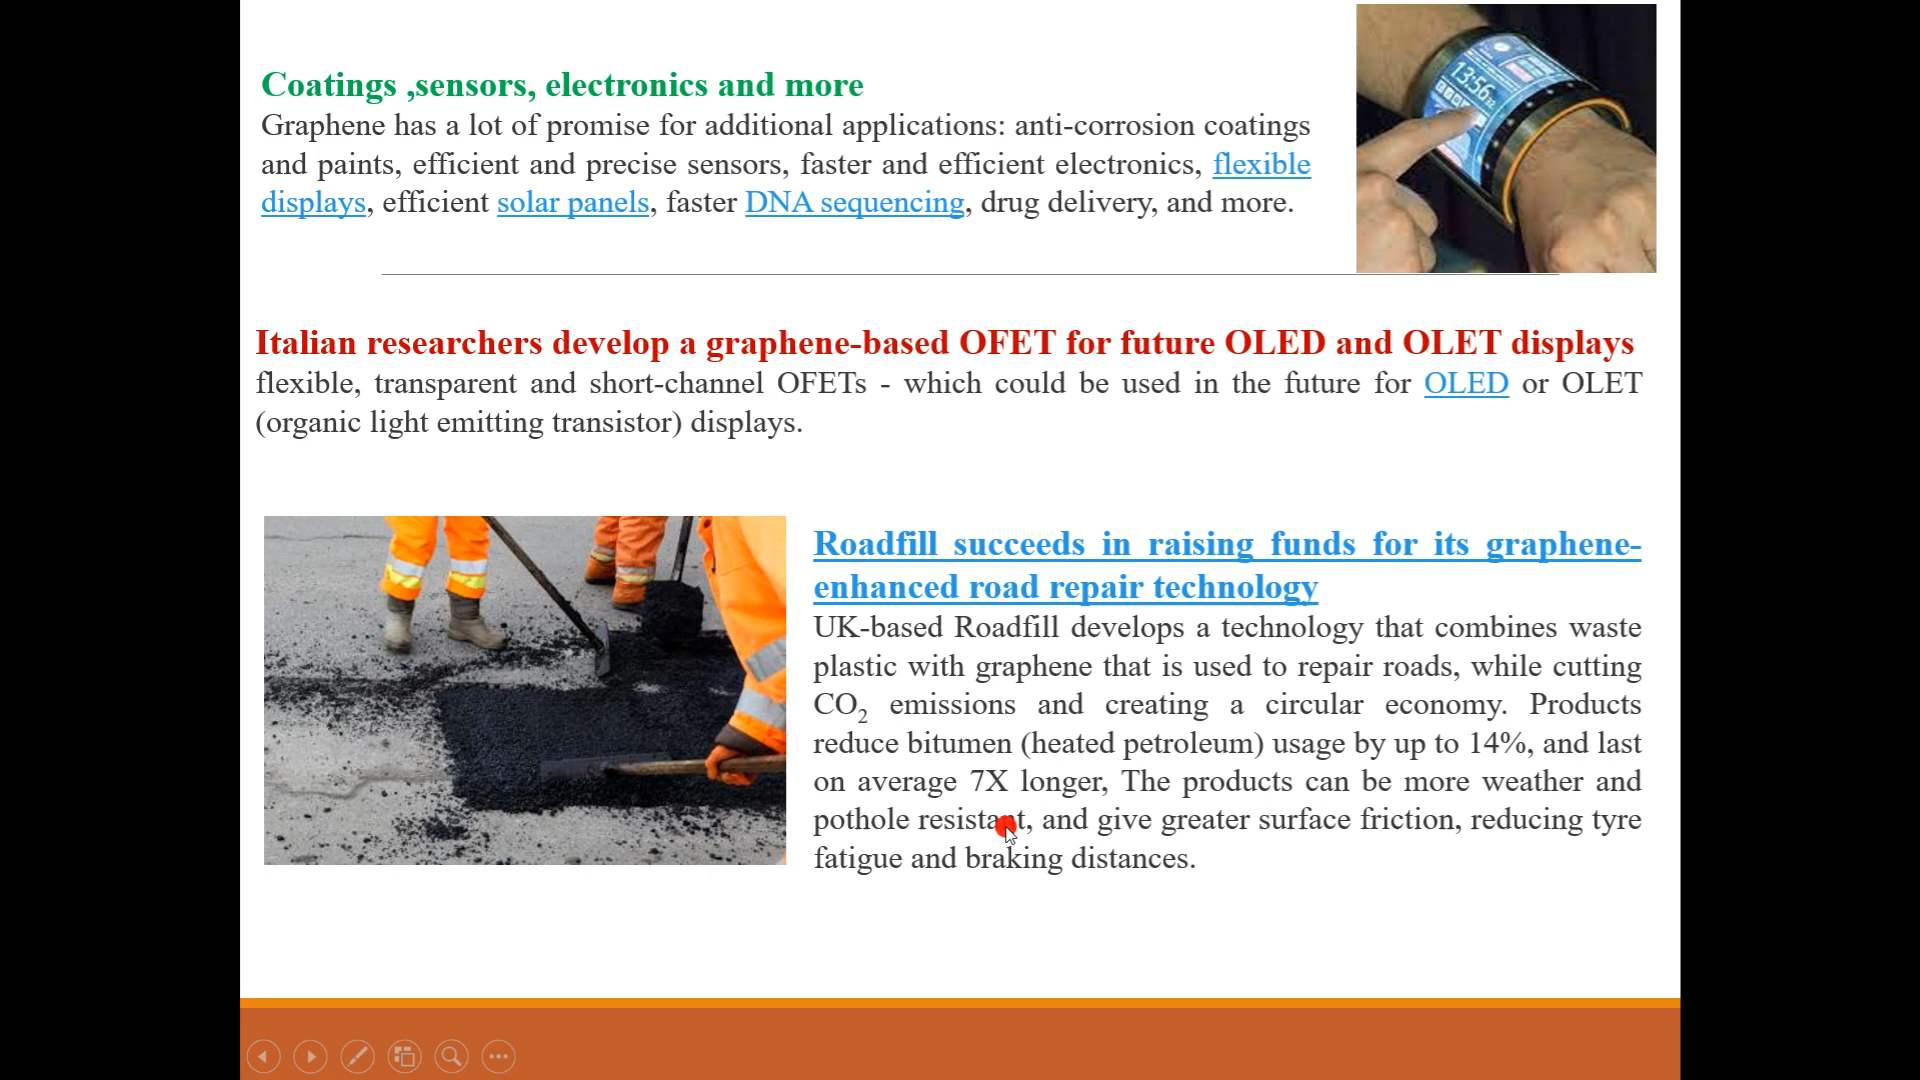 Coatings ,sensors, electronics and more
Graphene has a lot of promise for additional applications: anti-corrosion coatings
and paints, efficient and precise sensors, faster and efficient electronics, flexible
displays, efficient solar panels, faster DNA sequencing, drug delivery, and more.
13:56
Italian researchers develop a graphene-based OFET for future OLED and OLET displays
flexible, transparent and short-channel OFETs - which could be used in the future for OLED or OLET
(organic light emitting transistor) displays.
Roadfill succeeds in raising funds for its graphene-
enhanced road repair technology
UK-based Roadfill develops a technology that combines waste
plastic with graphene that is used to repair roads, while cutting
CO₂ emissions and creating a circular economy. Products
reduce bitumen (heated petroleum) usage by up to 14%, and last
on average 7X longer, The products can be more weather and
pothole resistant, and give greater surface friction, reducing tyre
fatigue and braking distances.